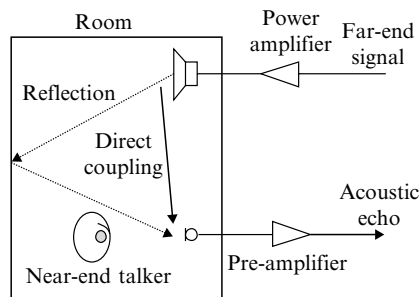 Room
Power
amplifier
Far-end
signal
Reflection
Direct
coupling
Acoustic
echo
Near-end talker
Pre-amplifier